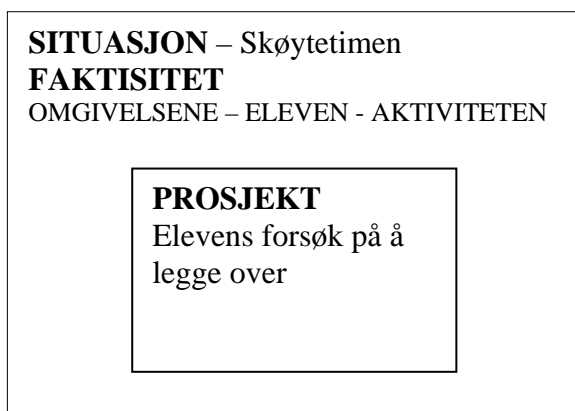 SITUASJON – Skøytetimen
FAKTISITET
OMGIVELSENE – ELEVEN - AKTIVITETEN
PROSJEKT
Elevens forsøk på å
legge over